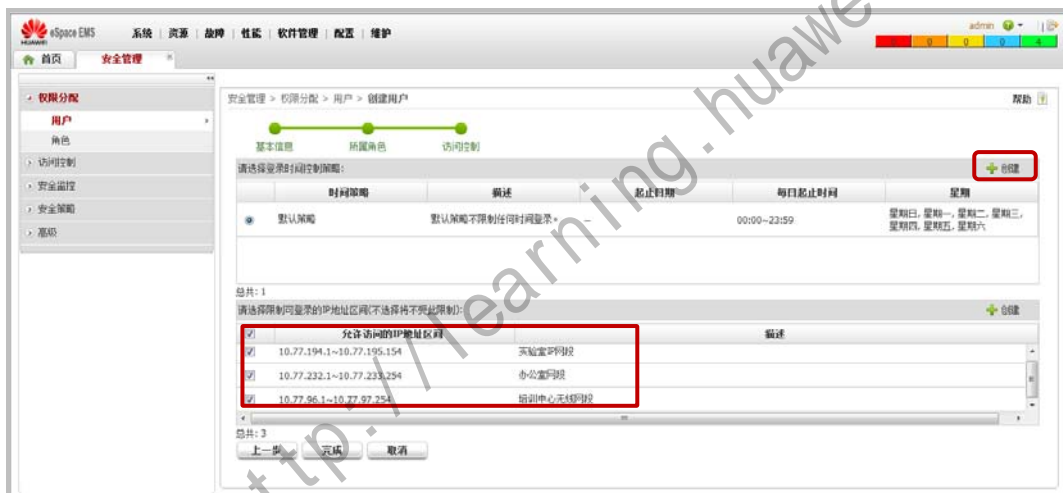 HUAWEI
eSpace EMS 系统 | 资源 | 故障 | 性能 | 软件管理 | 配置 | 维护 admin
0 0 0 0 4
首页 安全管理
权限分配
用户
角色
访问控制
安全监控
安全策略
高级
安全管理 > 权限分配 > 用户 > 创建用户 帮助
基本信息 所属角色 访问控制
请选择登录时间控制策略: 创建
时间策略 描述 起止日期 每日起止时间 星期
默认策略 默认策略不限制任何时间登录。 -- 00:00~23:59 星期日, 星期一, 星期二, 星期三, 星期四, 星期五, 星期六
总共: 1
请选择限制可登录的IP地址区间(不选择将不受此限制): 创建
允许访问的IP地址区间 描述
10.77.194.1~10.77.195.154 实验室IP网段
10.77.232.1~10.77.233.254 办公室网段
10.77.96.1~10.77.97.254 培训中心无线网段
总共: 3
上一步 完成 取消
ttp://learning.huawe